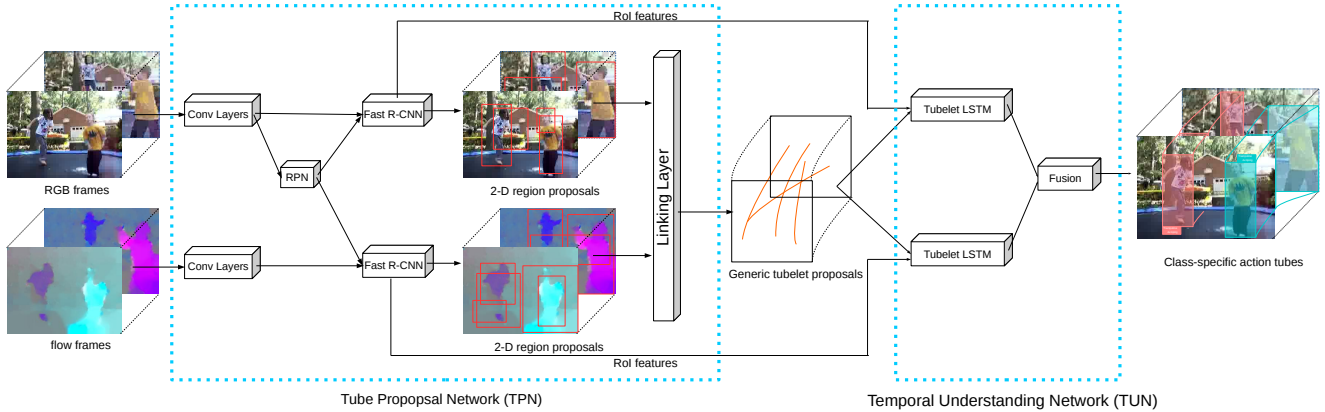 RoI features
Conv Layers
Fast R-CNN
Tubelet LSTM
RPN
Fusion
RGB frames
2-D region proposals
Linking Layer
Conv Layers
Fast R-CNN
Tubelet LSTM
Generic tubelet proposals
Class-specific action tubes
flow frames
2-D region proposals
RoI features
Tube Propopsal Network (TPN)
Temporal Understanding Network (TUN)